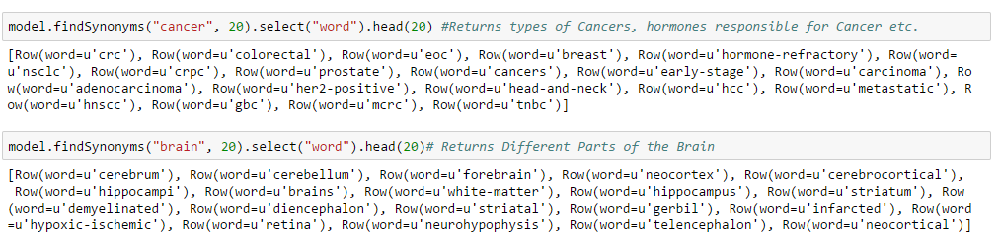 model.findSynonyms("cancer", 20).select("word").head(20) #Returns types of Cancers, hormones responsible for Cancer etc.
[Row(word=u'crc'), Row(word=u'colorectal'), Row(word=u'eoc'), Row(word=u'breast'), Row(word=u'hormone-refractory'), Row(word=
u'nsclc'), Row(word=u'crpc'), Row(word=u'prostate'), Row(word=u'cancers'), Row(word=u'early-stage'), Row(word=u'carcinoma'), Ro
w(word=u'adenocarcinoma'), Row(word=u'her2-positive'), Row(word=u'head-and-neck'), Row(word=u'hcc'), Row(word=u'metastatic'), R
ow(word=u'hnscc'), Row(word=u'gbc'), Row(word=u'mcrc'), Row(word=u'tnbc')]
model.findSynonyms("brain", 20).select("word").head(20)# Returns Different Parts of the Brain
[Row(word=u'cerebrum'), Row(word=u'cerebellum'), Row(word=u'forebrain'), Row(word=u'neocortex'), Row(word=u'cerebrocortical'),
Row(word=u'hippocampi'), Row(word=u'brains'), Row(word=u'white-matter'), Row(word=u'hippocampus'), Row(word=u'striatum'), Row
(word=u'demyelinated'), Row(word=u'diencephalon'), Row(word=u'striatal'), Row(word=u'gerbil'), Row(word=u'infarcted'), Row(word
=u'hypoxic-ischemic'), Row(word=u'retina'), Row(word=u'neurohypophysis'), Row(word=u'telencephalon'), Row(word=u'neocortical')]